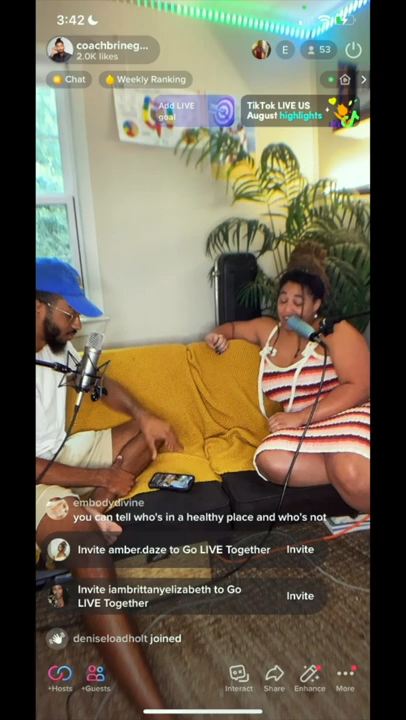 3:42
coachbrineg...
2.0K likes
E
53
Chat
Weekly Ranking
Add LIVE
goal
TikTok LIVE US
August highlights
embodydivine
you can tell who's in a healthy place and who's not
Invite amber.daze to Go LIVE Together
Invite
Invite iambrittanyelizabeth to Go
LIVE Together
Invite
deniseloadholt joined
+Hosts
+Guests
Interact
Share
Enhance
More